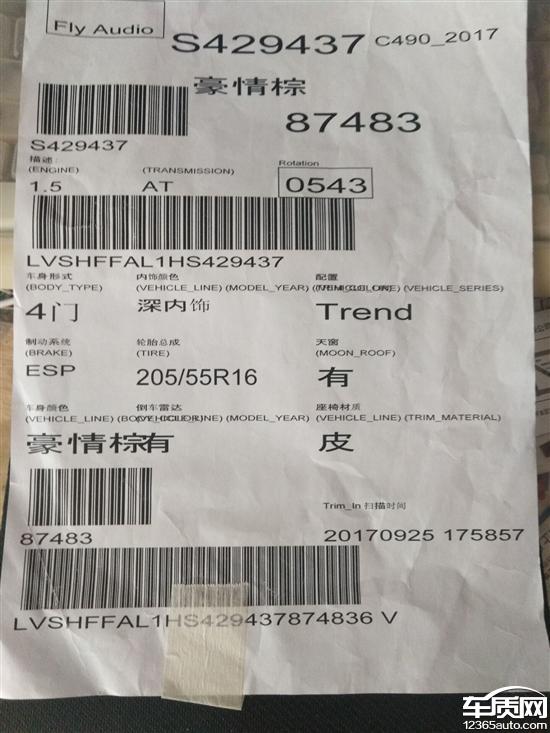 Fly Audio
S429437 C490_2017
豪情棕
87483
S429437
描述:
(ENGINE) (TRANSMISSION) Rotation
1.5 AT 0543
LVSHFFAL1HS429437
车身形式 内饰颜色 配置
(BODY_TYPE) (VEHICLE_LINE) (MODEL_YEAR) (VEHICLE_LINE) (VEHICLE_SERIES)
4门 深内饰 Trend
制动系统 轮胎总成 天窗
(BRAKE) (TIRE) (MOON_ROOF)
ESP 205/55R16 有
车身颜色 倒车雷达 座椅材质
(VEHICLE_LINE) (MODEL_YEAR) (VEHICLE_LINE) (TRIM_MATERIAL)
豪情棕有 皮
Trim_In 扫描时间
87483 20170925 175857
LVSHFFAL1HS429437874836 V
车质网
www.12365auto.com